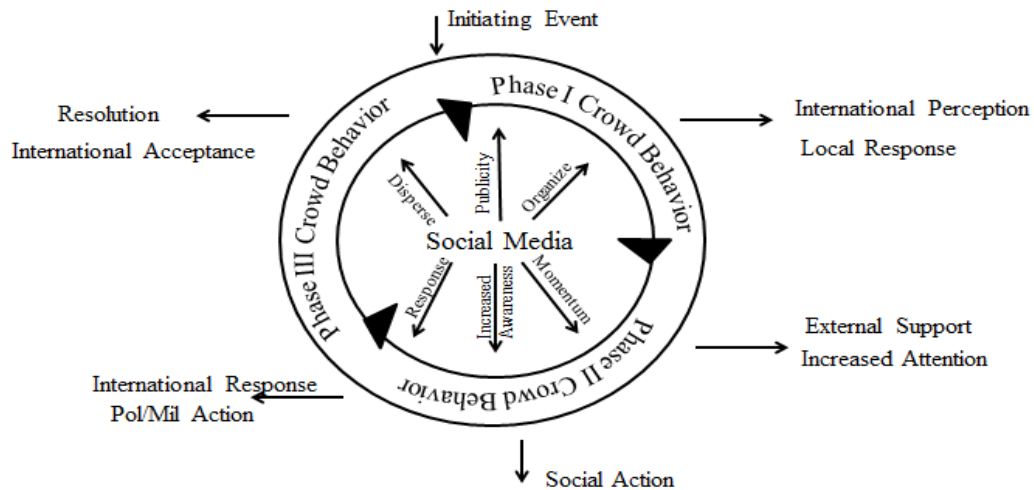 Initiating Event
Phase I Crowd Behavior
Resolution
International Acceptance
International Perception
Local Response
Phase III Crowd Behavior
Disperse
Publicity
Organize
Social Media
Response
Increased
Awareness
Momentum
External Support
Increased Attention
Phase II Crowd Behavior
International Response
Pol/Mil Action
Social Action